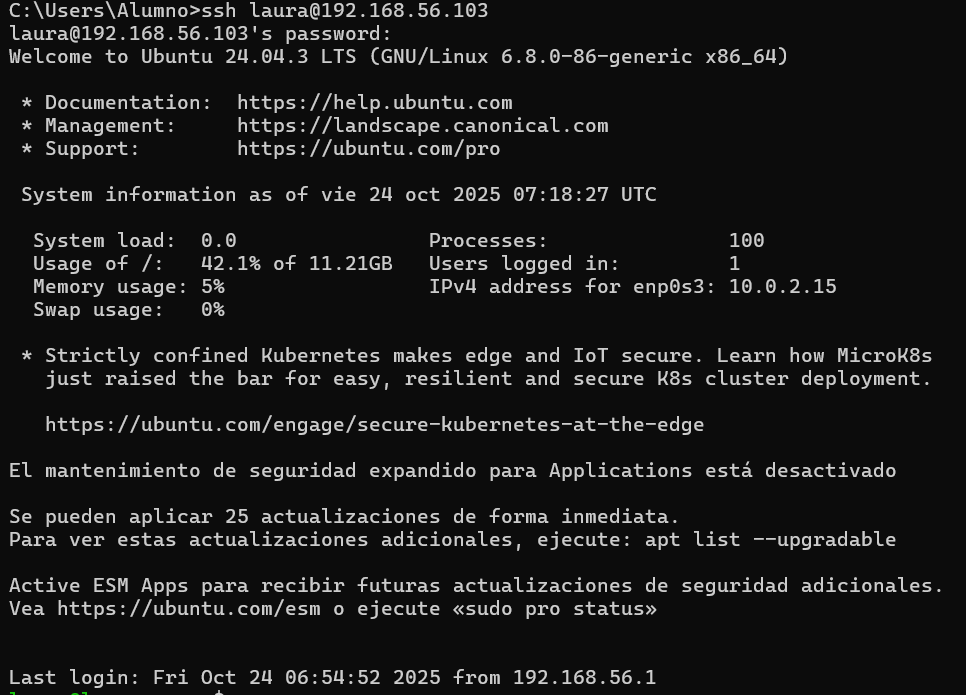 C:\Users\Alumno>ssh laura@192.168.56.103
laura@192.168.56.103's password:
Welcome to Ubuntu 24.04.3 LTS (GNU/Linux 6.8.0-86-generic x86_64)
* Documentation:  https://help.ubuntu.com
* Management:     https://landscape.canonical.com
* Support:        https://ubuntu.com/pro
System information as of vie 24 oct 2025 07:18:27 UTC
System load:  0.0                Processes:               100
Usage of /:   42.1% of 11.21GB   Users logged in:         1
Memory usage: 5%                 IPv4 address for enp0s3: 10.0.2.15
Swap usage:   0%
* Strictly confined Kubernetes makes edge and IoT secure. Learn how MicroK8s
just raised the bar for easy, resilient and secure K8s cluster deployment.
https://ubuntu.com/engage/secure-kubernetes-at-the-edge
El mantenimiento de seguridad expandido para Applications está desactivado
Se pueden aplicar 25 actualizaciones de forma inmediata.
Para ver estas actualizaciones adicionales, ejecute: apt list --upgradable
Active ESM Apps para recibir futuras actualizaciones de seguridad adicionales.
Vea https://ubuntu.com/esm o ejecute «sudo pro status»
Last login: Fri Oct 24 06:54:52 2025 from 192.168.56.1